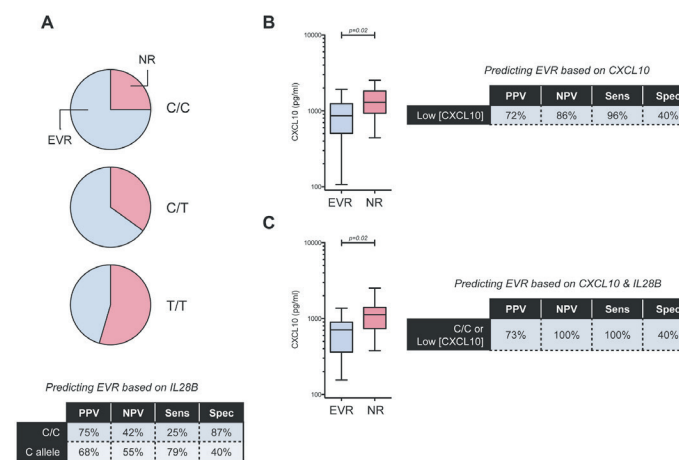 A
NR
C/C
EVR
C/T
T/T
Predicting EVR based on IL28B
PPV NPV Sens Spec
C/C 75% 42% 25% 87%
C allele 68% 55% 79% 40%
B
p=0.02
10000
1000
100
CXCL10 (pg/ml)
EVR NR
Predicting EVR based on CXCL10
PPV NPV Sens Spec
Low [CXCL10] 72% 86% 96% 40%
C
p=0.02
10000
1000
100
CXCL10 (pg/ml)
EVR NR
Predicting EVR based on CXCL10 & IL28B
PPV NPV Sens Spec
C/C or
Low [CXCL10] 73% 100% 100% 40%